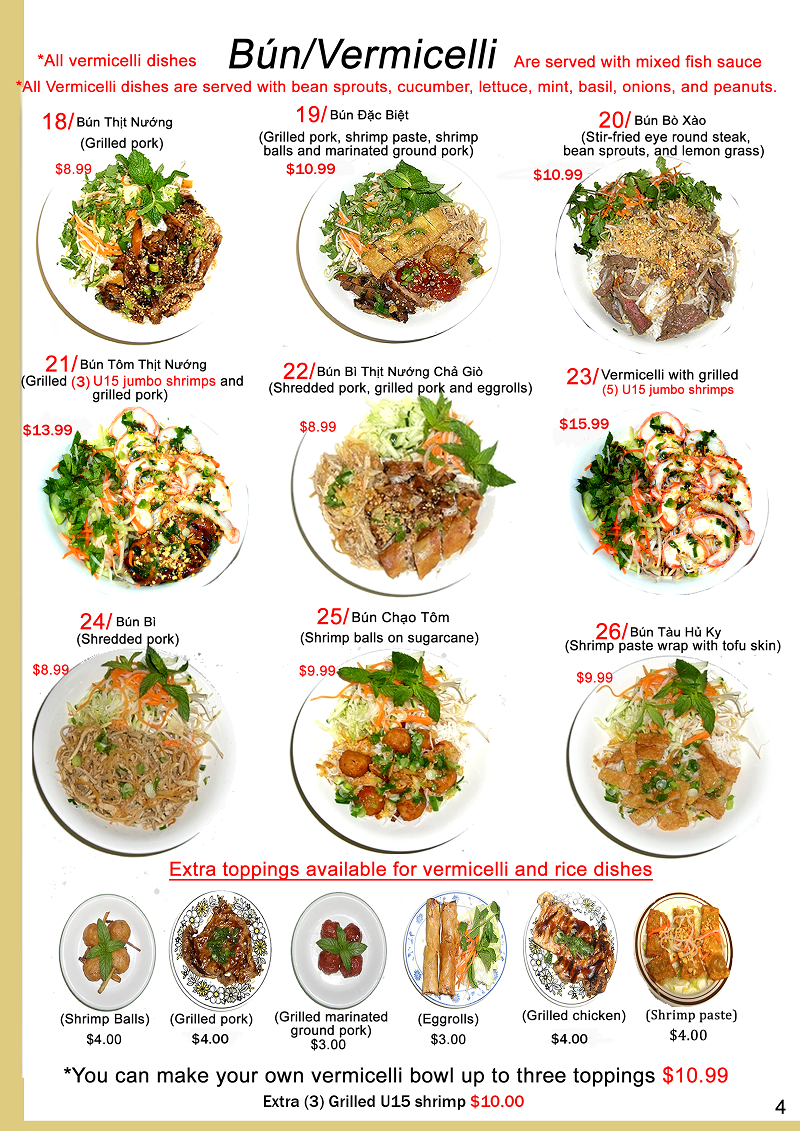 *All vermicelli dishes Bún/Vermicelli Are served with mixed fish sauce
*All Vermicelli dishes are served with bean sprouts, cucumber, lettuce, mint, basil, onions, and peanuts.
18/ Bún Thịt Nướng
(Grilled pork)
$8.99
19/ Bún Đặc Biệt
(Grilled pork, shrimp paste, shrimp
balls and marinated ground pork)
$10.99
20/ Bún Bò Xào
(Stir-fried eye round steak,
bean sprouts, and lemon grass)
$10.99
21/ Bún Tôm Thịt Nướng
(Grilled (3) U15 jumbo shrimps and
grilled pork)
$13.99
22/ Bún Bì Thịt Nướng Chả Giò
(Shredded pork, grilled pork and eggrolls)
$8.99
23/ Vermicelli with grilled
(5) U15 jumbo shrimps
$15.99
24/ Bún Bì
(Shredded pork)
$8.99
25/ Bún Chạo Tôm
(Shrimp balls on sugarcane)
$9.99
26/ Bún Tàu Hủ Ky
(Shrimp paste wrap with tofu skin)
$9.99
Extra toppings available for vermicelli and rice dishes
(Shrimp Balls)
$4.00
(Grilled pork)
$4.00
(Grilled marinated
ground pork)
$3.00
(Eggrolls)
$3.00
(Grilled chicken)
$4.00
(Shrimp paste)
$4.00
*You can make your own vermicelli bowl up to three toppings $10.99
Extra (3) Grilled U15 shrimp $10.00
4